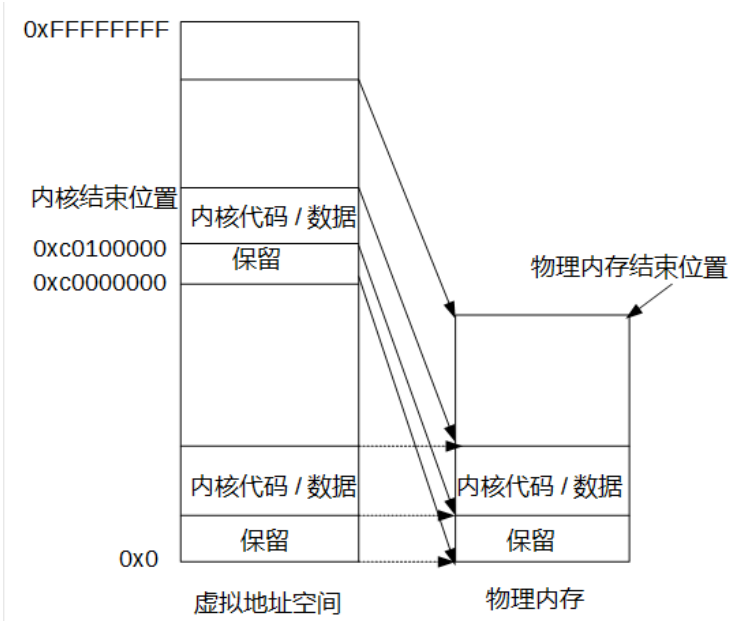 0xFFFFFFFF
内核结束位置
内核代码 / 数据
0xc0100000
保留
0xc0000000
物理内存结束位置
内核代码 / 数据
内核代码 / 数据
保留
保留
0x0
虚拟地址空间
物理内存